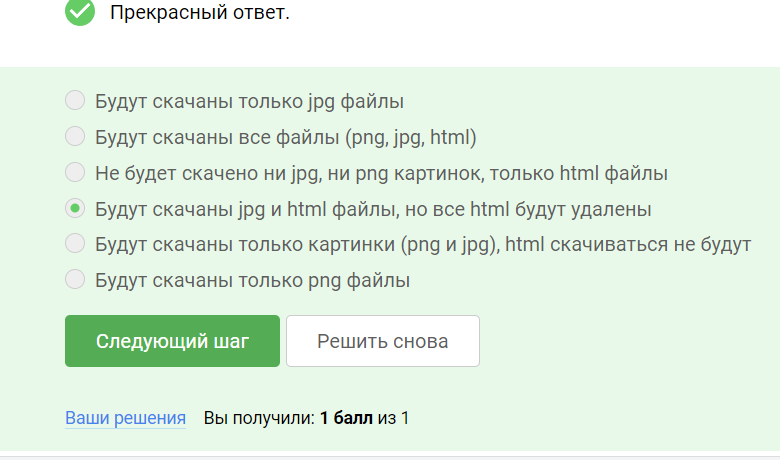 Прекрасный ответ.
Будут скачаны только jpg файлы
Будут скачаны все файлы (png, jpg, html)
Не будет скачено ни jpg, ни png картинок, только html файлы
Будут скачаны jpg и html файлы, но все html будут удалены
Будут скачаны только картинки (png и jpg), html скачиваться не будут
Будут скачаны только png файлы
Следующий шаг Решить снова
Ваши решения Вы получили: 1 балл из 1